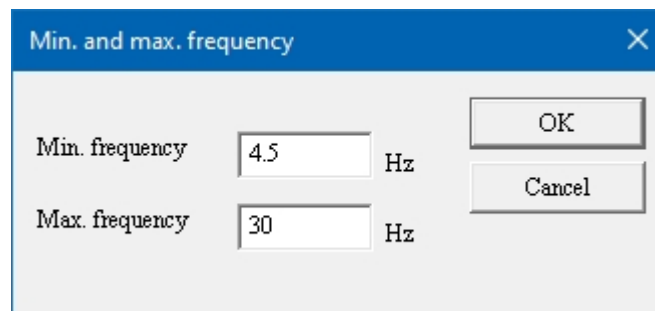 Min. and max. frequency
OK
Min. frequency 4.5 Hz
Cancel
Max. frequency 30 Hz